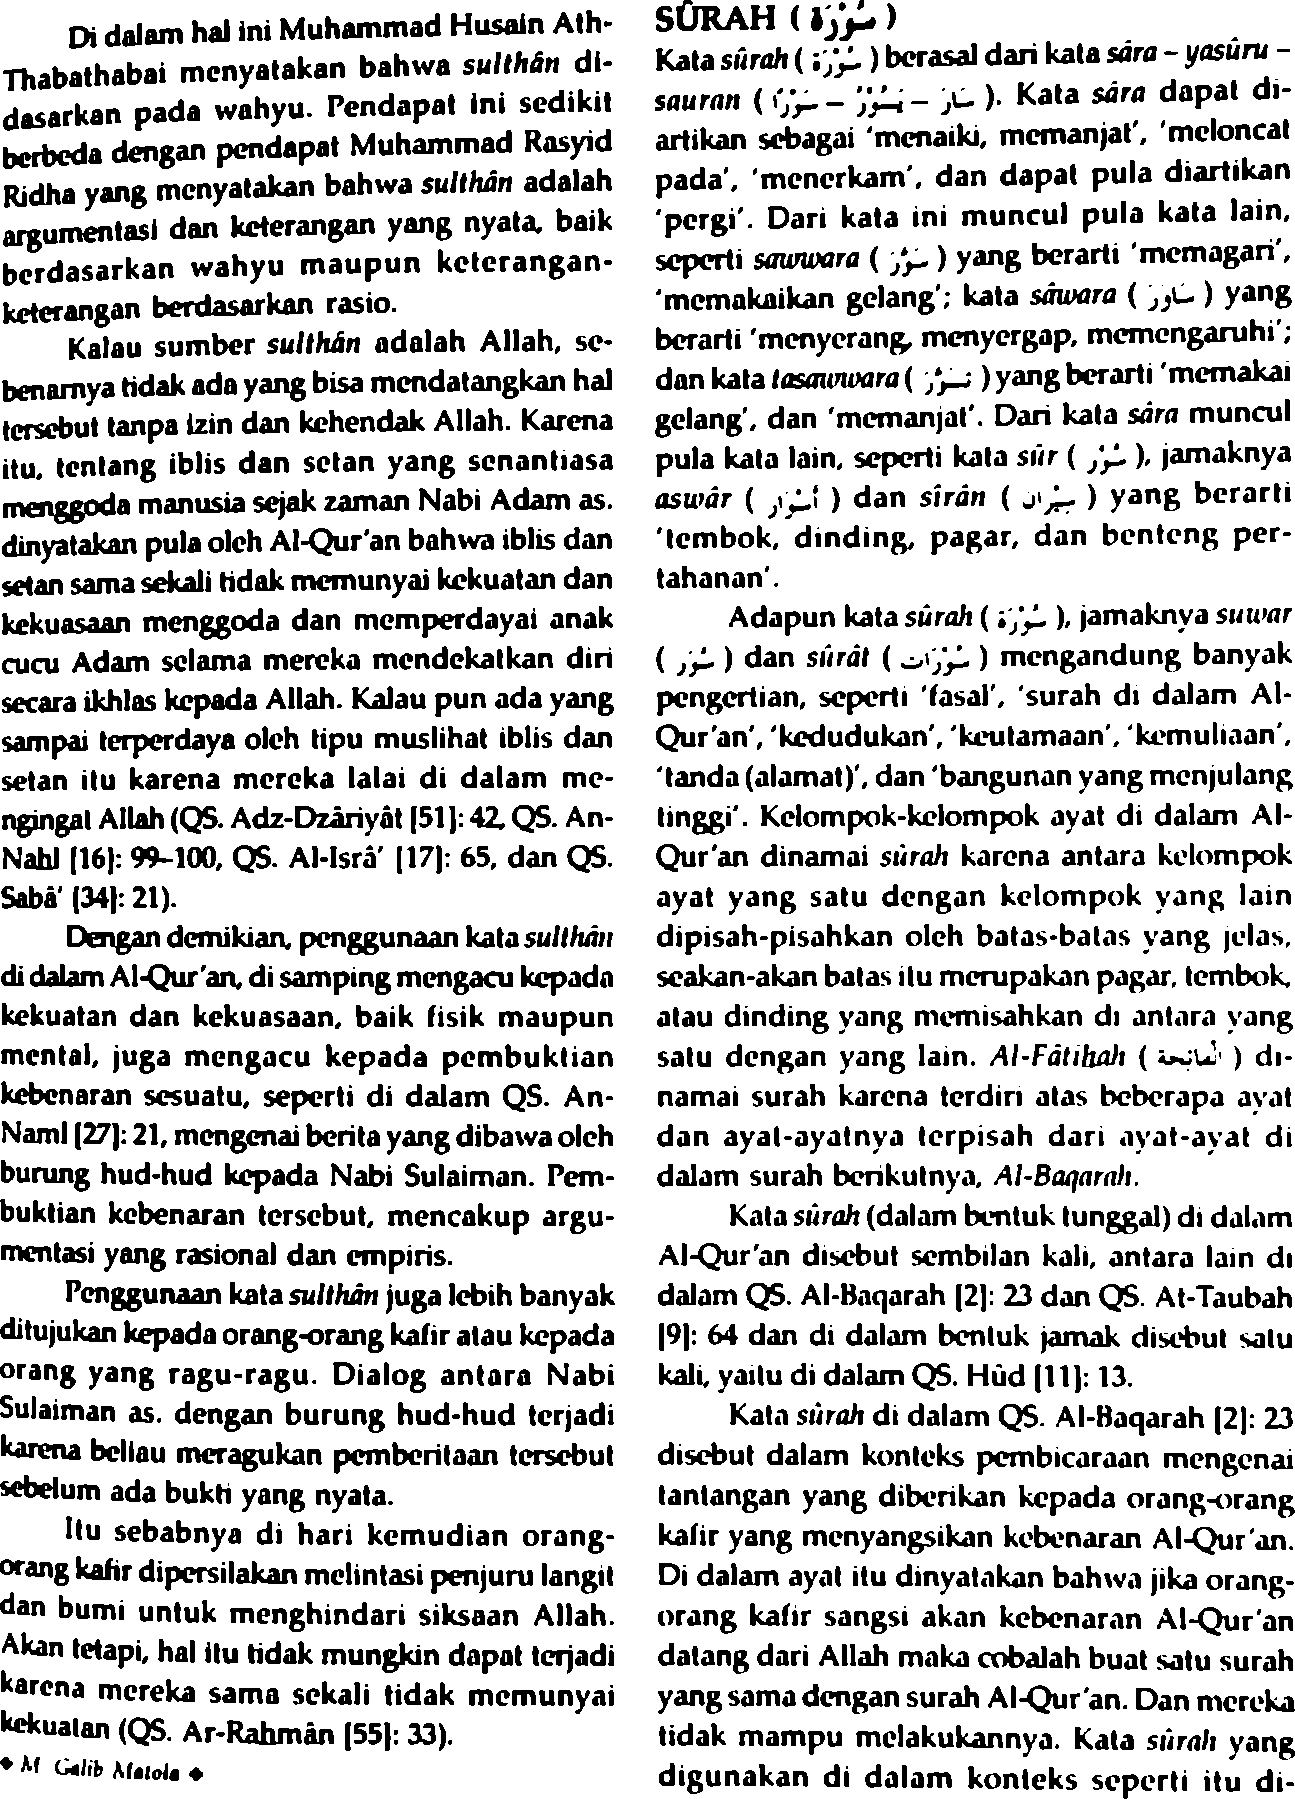 Di dalam hal ini Muhammad Husain Ath-
Thabathabai menyatakan bahwa sulthân di-
dasarkan pada wahyu. Pendapat ini sedikit
berbeda dengan pendapat Muhammad Rasyid
Ridha yang menyatakan bahwa sulthân adalah
argumentasi dan keterangan yang nyata, baik
berdasarkan wahyu maupun keterangan-
keterangan berdasarkan rasio.
Kalau sumber sulthân adalah Allah, se-
benarnya tidak ada yang bisa mendatangkan hal
tersebut tanpa izin dan kehendak Allah. Karena
itu, tentang iblis dan setan yang senantiasa
menggoda manusia sejak zaman Nabi Adam as.
dinyatakan pula oleh Al-Qur'an bahwa iblis dan
setan sama sekali tidak memunyai kekuatan dan
kekuasaan menggoda dan memperdayai anak
cucu Adam selama mereka mendekatkan diri
secara ikhlas kepada Allah. Kalau pun ada yang
sampai terperdaya oleh tipu muslihat iblis dan
setan itu karena mereka lalai di dalam me-
ngingat Allah (QS. Adz-Dzâriyât [51]: 42, QS. An-
Nahl [16]: 99–100, QS. Al-Isrâ' [17]: 65, dan QS.
Sabâ' [34]: 21).
Dengan demikian, penggunaan kata sulthân
di dalam Al-Qur'an, di samping mengacu kepada
kekuatan dan kekuasaan, baik fisik maupun
mental, juga mengacu kepada pembuktian
kebenaran sesuatu, seperti di dalam QS. An-
Naml [27]: 21, mengenai berita yang dibawa oleh
burung hud-hud kepada Nabi Sulaiman. Pem-
buktian kebenaran tersebut, mencakup argu-
mentasi yang rasional dan empiris.
Penggunaan kata sulthân juga lebih banyak
ditujukan kepada orang-orang kafir atau kepada
orang yang ragu-ragu. Dialog antara Nabi
Sulaiman as. dengan burung hud-hud terjadi
karena beliau meragukan pemberitaan tersebut
sebelum ada bukti yang nyata.
Itu sebabnya di hari kemudian orang-
orang kafir dipersilakan melintasi penjuru langit
dan bumi untuk menghindari siksaan Allah.
Akan tetapi, hal itu tidak mungkin dapat terjadi
karena mereka sama sekali tidak memunyai
kekuatan (QS. Ar-Rahmân [55]: 33).
♦ M Galib Matola ♦
SÛRAH ( سُوْرَة )
Kata sûrah ( سُوْرَة ) berasal dari kata sâra – yasûru –
sauran ( سَارَ – يَسُوْرُ – سَوْرًا ). Kata sâra dapat di-
artikan sebagai 'menaiki, memanjat', 'meloncat
pada', 'menerkam', dan dapat pula diartikan
'pergi'. Dari kata ini muncul pula kata lain,
seperti sawwara ( سَوَّرَ ) yang berarti 'memagari',
'memakaikan gelang'; kata sâwara ( سَاوَرَ ) yang
berarti 'menyerang, menyergap, memengaruhi';
dan kata tasawwara ( تَسَوَّرَ ) yang berarti 'memakai
gelang', dan 'memanjat'. Dari kata sâra muncul
pula kata lain, seperti kata sûr ( سُوْر ), jamaknya
aswâr ( أَسْوَار ) dan sîrân ( سِيْرَان ) yang berarti
'tembok, dinding, pagar, dan benteng per-
tahanan'.
Adapun kata sûrah ( سُوْرَة ), jamaknya suwar
( سُوَر ) dan sûrât ( سُوْرَات ) mengandung banyak
pengertian, seperti 'fasal', 'surah di dalam Al-
Qur'an', 'kedudukan', 'keutamaan', 'kemuliaan',
'tanda (alamat)', dan 'bangunan yang menjulang
tinggi'. Kelompok-kelompok ayat di dalam Al-
Qur'an dinamai sûrah karena antara kelompok
ayat yang satu dengan kelompok yang lain
dipisah-pisahkan oleh batas-batas yang jelas,
seakan-akan batas itu merupakan pagar, tembok,
atau dinding yang memisahkan di antara yang
satu dengan yang lain. Al-Fâtihah ( الْفَاتِحَة ) di-
namai surah karena terdiri atas beberapa ayat
dan ayat-ayatnya terpisah dari ayat-ayat di
dalam surah berikutnya, Al-Baqarah.
Kata sûrah (dalam bentuk tunggal) di dalam
Al-Qur'an disebut sembilan kali, antara lain di
dalam QS. Al-Baqarah [2]: 23 dan QS. At-Taubah
[9]: 64 dan di dalam bentuk jamak disebut satu
kali, yaitu di dalam QS. Hûd [11]: 13.
Kata sûrah di dalam QS. Al-Baqarah [2]: 23
disebut dalam konteks pembicaraan mengenai
tantangan yang diberikan kepada orang-orang
kafir yang menyangsikan kebenaran Al-Qur'an.
Di dalam ayat itu dinyatakan bahwa jika orang-
orang kafir sangsi akan kebenaran Al-Qur'an
datang dari Allah maka cobalah buat satu surah
yang sama dengan surah Al-Qur'an. Dan mereka
tidak mampu melakukannya. Kata sûrah yang
digunakan di dalam konteks seperti itu di-